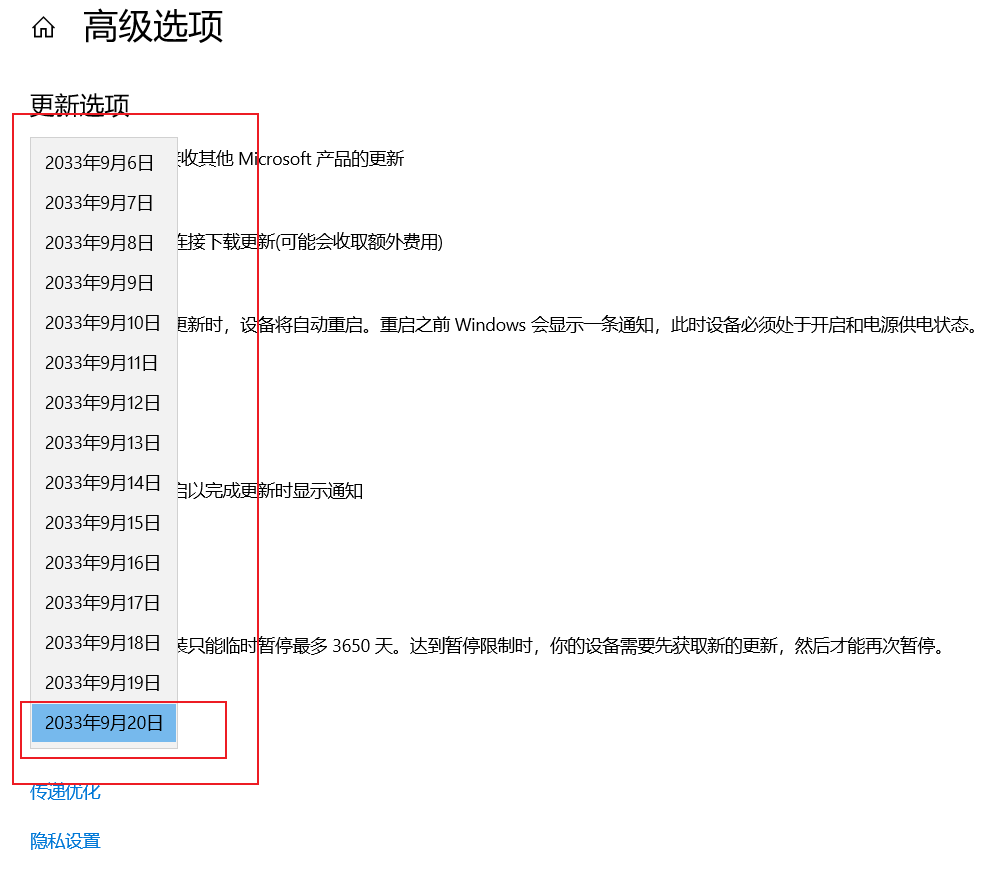 高级选项
更新选项
2033年9月6日
收其他 Microsoft 产品的更新
2033年9月7日
2033年9月8日
连接下载更新(可能会收取额外费用)
2033年9月9日
2033年9月10日
更新时，设备将自动重启。重启之前 Windows 会显示一条通知，此时设备必须处于开启和电源供电状态。
2033年9月11日
2033年9月12日
2033年9月13日
2033年9月14日
启以完成更新时显示通知
2033年9月15日
2033年9月16日
2033年9月17日
2033年9月18日
装只能临时暂停最多 3650 天。达到暂停限制时，你的设备需要先获取新的更新，然后才能再次暂停。
2033年9月19日
2033年9月20日
传递优化
隐私设置